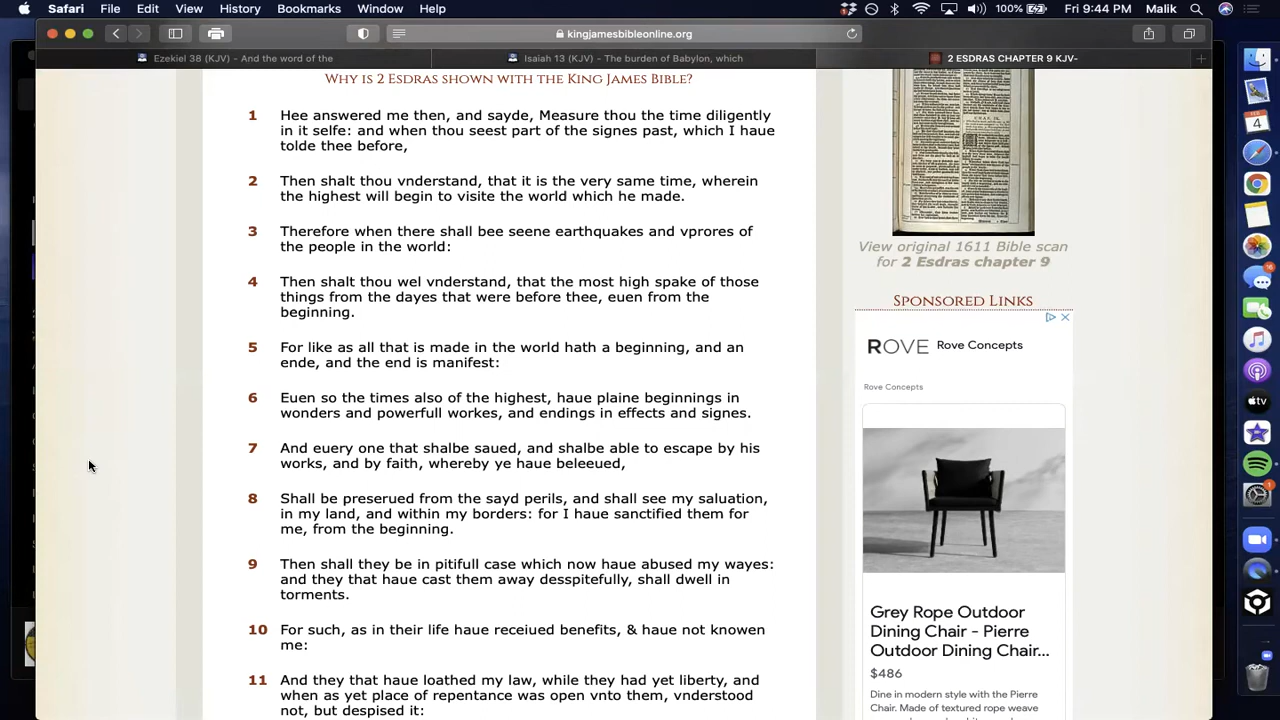 Safari File Edit View History Bookmarks Window Help 100% Fri 9:44 PM Malik
kingjamesbibleonline.org
Ezekiel 38 (KJV) - And the word of the
Isaiah 13 (KJV) - The burden of Babylon, which
2 ESDRAS CHAPTER 9 KJV-
WHY IS 2 ESDRAS SHOWN WITH THE KING JAMES BIBLE?
1 Hee answered me then, and sayde, Measure thou the time diligently
in it selfe: and when thou seest part of the signes past, which I haue
tolde thee before,
2 Then shalt thou vnderstand, that it is the very same time, wherein
the highest will begin to visite the world which he made.
3 Therefore when there shall bee seene earthquakes and vprores of
the people in the world:
4 Then shalt thou wel vnderstand, that the most high spake of those
things from the dayes that were before thee, euen from the
beginning.
5 For like as all that is made in the world hath a beginning, and an
ende, and the end is manifest:
6 Euen so the times also of the highest, haue plaine beginnings in
wonders and powerfull workes, and endings in effects and signes.
7 And euery one that shalbe saued, and shalbe able to escape by his
works, and by faith, whereby ye haue beleeued,
8 Shall be preserued from the sayd perils, and shall see my saluation,
in my land, and within my borders: for I haue sanctified them for
me, from the beginning.
9 Then shall they be in pitifull case which now haue abused my wayes:
and they that haue cast them away desspitefully, shall dwell in
torments.
10 For such, as in their life haue receiued benefits, & haue not knowen
me:
11 And they that haue loathed my law, while they had yet liberty, and
when as yet place of repentance was open vnto them, vnderstood
not, but despised it:
View original 1611 Bible scan
for 2 Esdras chapter 9
SPONSORED LINKS
ROVE Rove Concepts
Rove Concepts
Grey Rope Outdoor
Dining Chair - Pierre
Outdoor Dining Chair...
$486
Dine in modern style with the Pierre
Chair. Made of textured rope weave
FEB
4
tv
1